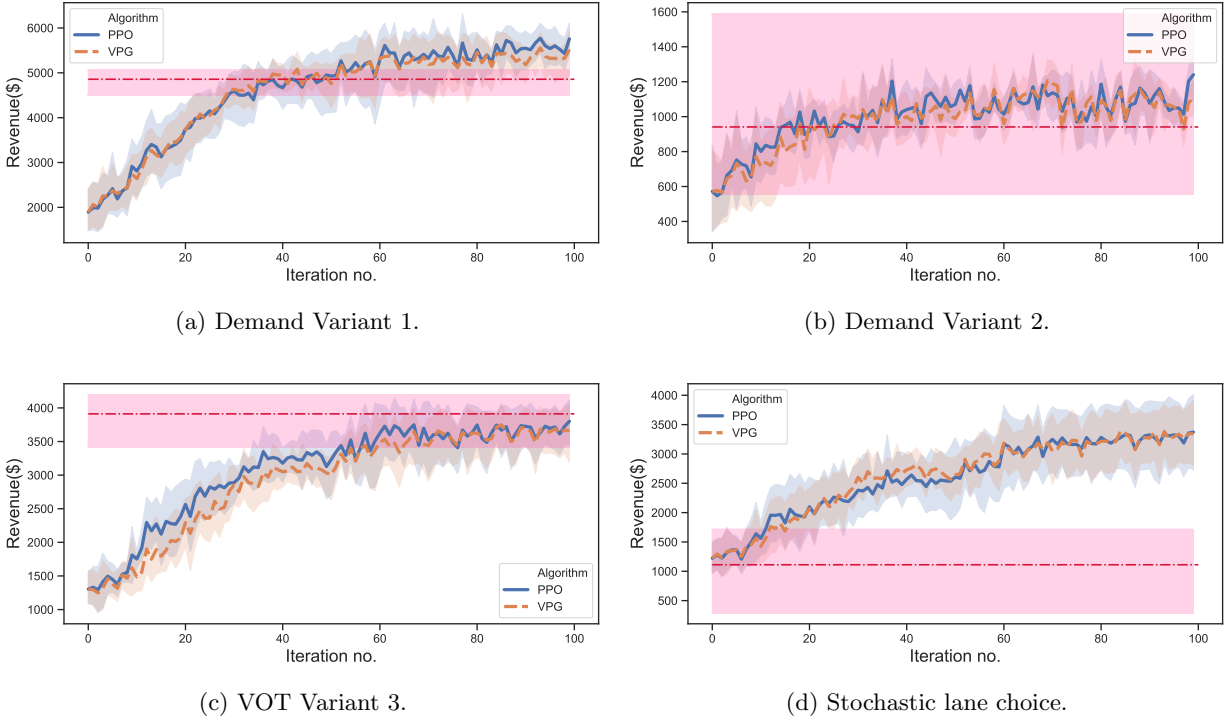 Algorithm
PPO
VPG
Revenue($)
6000
5000
4000
3000
2000
0
20
40
60
80
100
Iteration no.
(a) Demand Variant 1.
Algorithm
PPO
VPG
Revenue($)
1600
1400
1200
1000
800
600
400
0
20
40
60
80
100
Iteration no.
(b) Demand Variant 2.
Algorithm
PPO
VPG
Revenue($)
4000
3500
3000
2500
2000
1500
1000
0
20
40
60
80
100
Iteration no.
(c) VOT Variant 3.
Algorithm
PPO
VPG
Revenue($)
4000
3500
3000
2500
2000
1500
1000
500
0
20
40
60
80
100
Iteration no.
(d) Stochastic lane choice.